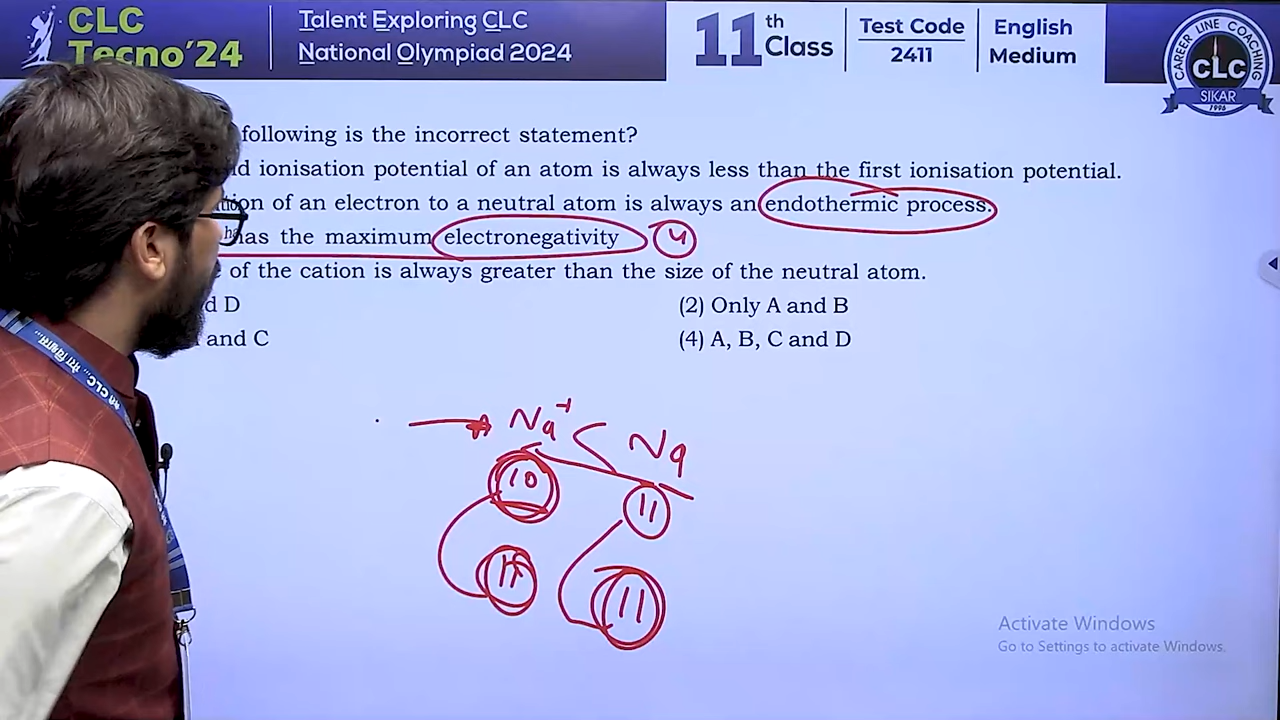 CLC
Tecno'24
Talent Exploring CLC
National Olympiad 2024
11th Class
Test Code
2411
English
Medium
CAREER LINE COACHING
CLC
SIKAR
1996
following is the incorrect statement?
ionisation potential of an atom is always less than the first ionisation potential.
of an electron to a neutral atom is always an endothermic process.
has the maximum electronegativity 4
of the cation is always greater than the size of the neutral atom.
d D
(2) Only A and B
and C
(4) A, B, C and D
Na+ < Na
10 11
11 11
CLC
Activate Windows
Go to Settings to activate Windows.